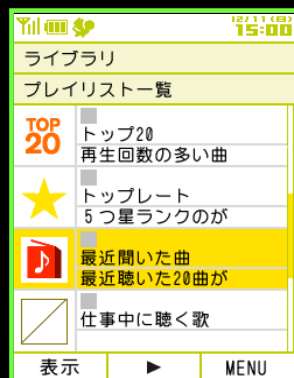 12/11(日)
15:00
ライブラリ
プレイリスト一覧
TOP
20
トップ20
再生回数の多い曲
トップレート
5つ星ランクのが
最近聞いた曲
最近聴いた20曲が
仕事中に聴く歌
表示
MENU